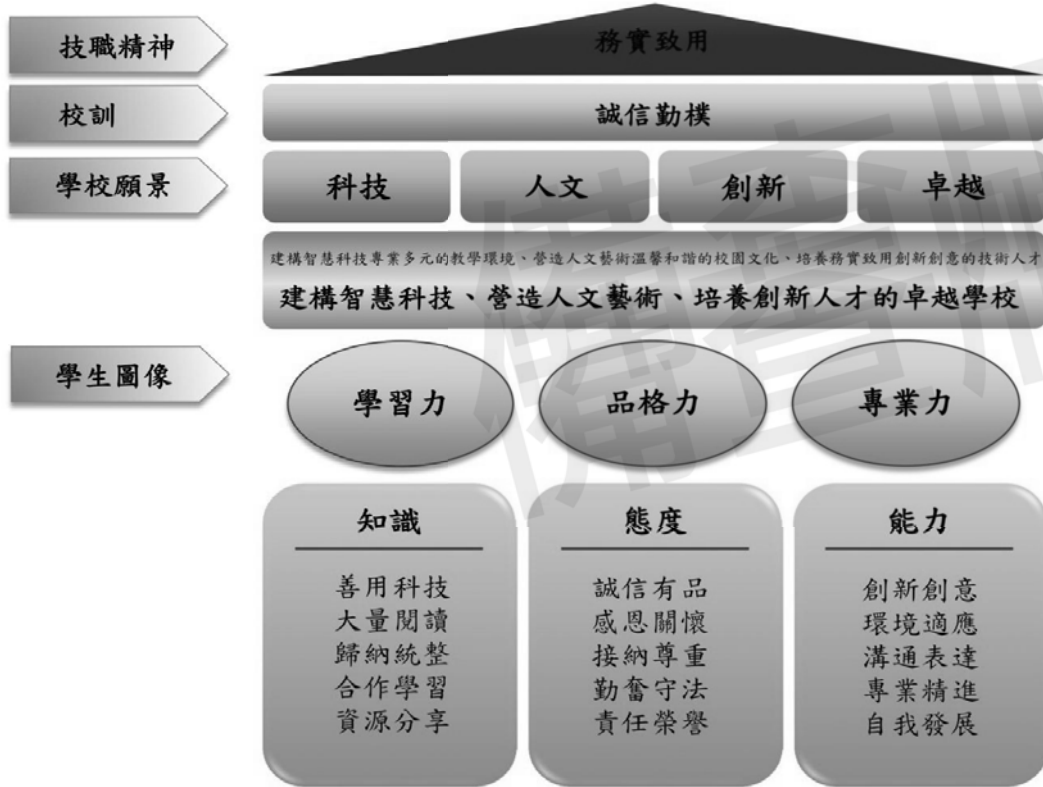 技職精神
務實致用
校訓
誠信勤樸
學校願景
科技
人文
創新
卓越
建構智慧科技專業多元的教學環境、營造人文藝術溫馨和諧的校園文化、培養務實致用創新創意的技術人才
建構智慧科技、營造人文藝術、培養創新人才的卓越學校
學生圖像
學習力
品格力
專業力
知識
善用科技
大量閱讀
歸納統整
合作學習
資源分享
態度
誠信有品
感恩關懷
接納尊重
勤奮守法
責任榮譽
能力
創新創意
環境適應
溝通表達
專業精進
自我發展
備查